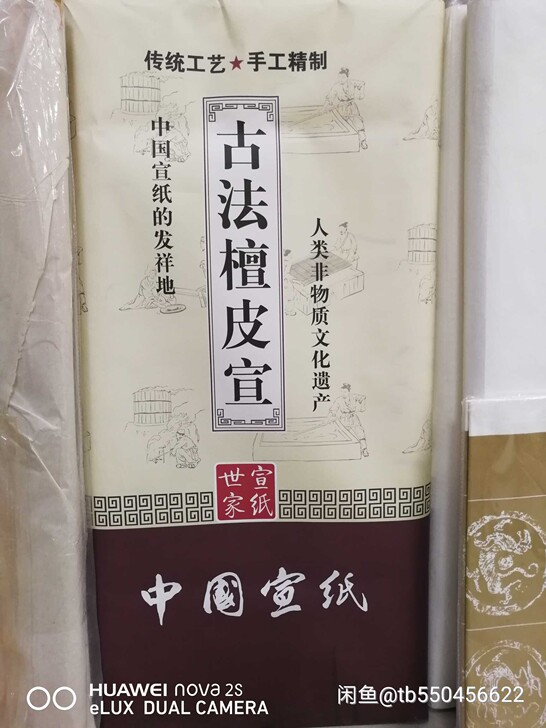 传统工艺★手工精制
中国宣纸的发祥地
古法檀皮宣
人类非物质文化遗产
宣纸
世家
中国宣纸
HUAWEI nova 2s
eLUX DUAL CAMERA
闲鱼@tb550456622